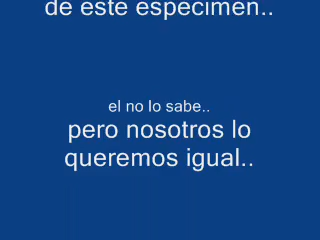 de este especimen..
el no lo sabe..
pero nosotros lo
queremos igual..